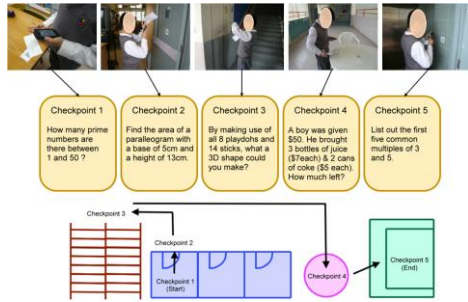 Checkpoint 1
How many prime
numbers are
there between
1 and 50 ?
Checkpoint 2
Find the area of a
paralleogram with
a base of 5cm and
a height of 13cm.
Checkpoint 3
By making use of
all 8 playdohs and
14 sticks, what a
3D shape could
you make?
Checkpoint 4
A boy was given
$50. He brought
3 bottles of juice
($7each) & 2 cans
of coke ($5 each).
How much left?
Checkpoint 5
List out the first
five common
multiples of 3
and 5.
Checkpoint 3
Checkpoint 2
Checkpoint 1
(Start)
Checkpoint 4
Checkpoint 5
(End)